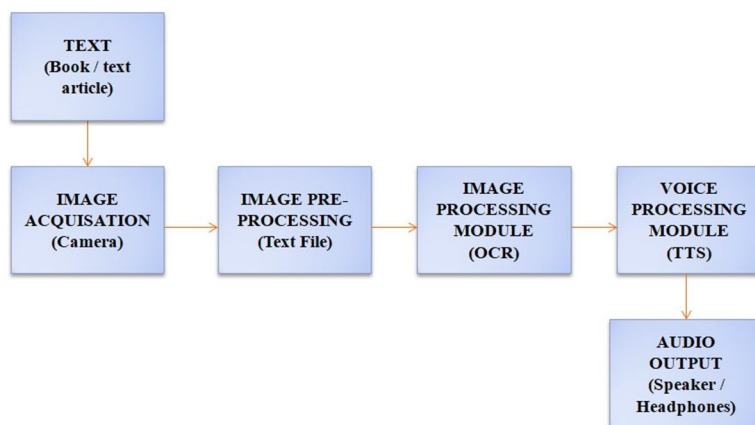 TEXT
(Book / text
article)
IMAGE
ACQUISATION
(Camera)
IMAGE PRE-
PROCESSING
(Text File)
IMAGE
PROCESSING
MODULE
(OCR)
VOICE
PROCESSING
MODULE
(TTS)
AUDIO
OUTPUT
(Speaker /
Headphones)